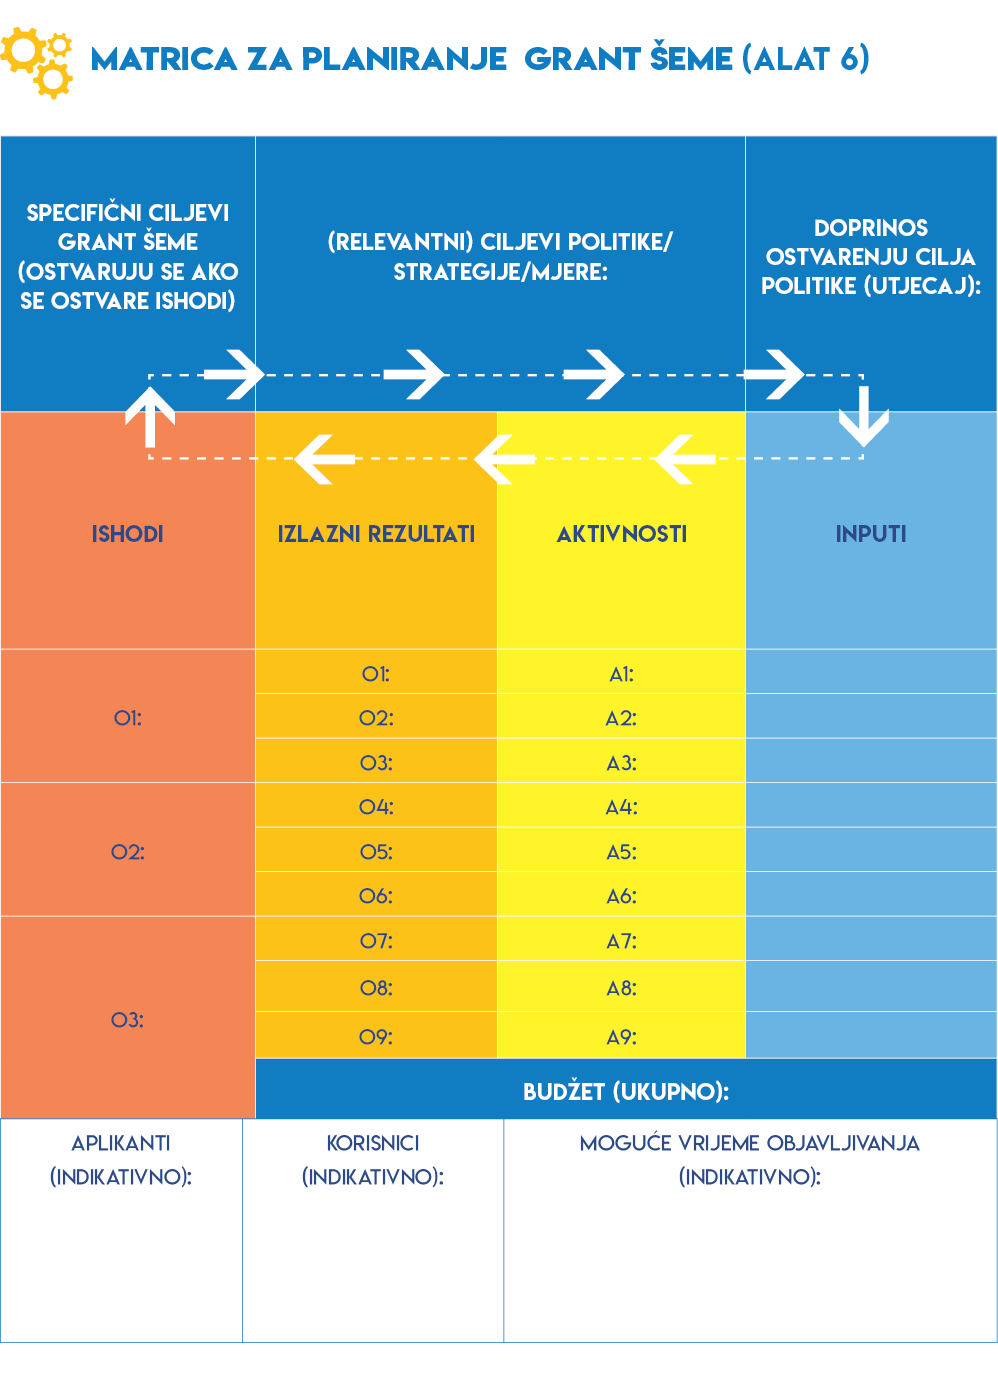 MATRICA ZA PLANIRANJE GRANT ŠEME (ALAT 6)
SPECIFIČNI CILJEVI
GRANT ŠEME
(OSTVARUJU SE AKO
SE OSTVARE ISHODI)
(RELEVANTNI) CILJEVI POLITIKE/
STRATEGIJE/MJERE:
DOPRINOS
OSTVARENJU CILJA
POLITIKE (UTJECAJ):
ISHODI
IZLAZNI REZULTATI
AKTIVNOSTI
INPUTI
O1:
O1:
A1:
O2:
A2:
O3:
A3:
O2:
O4:
A4:
O5:
A5:
O6:
A6:
O3:
O7:
A7:
O8:
A8:
O9:
A9:
BUDŽET (UKUPNO):
APLIKANTI
(INDIKATIVNO):
KORISNICI
(INDIKATIVNO):
MOGUĆE VRIJEME OBJAVLJIVANJA
(INDIKATIVNO):